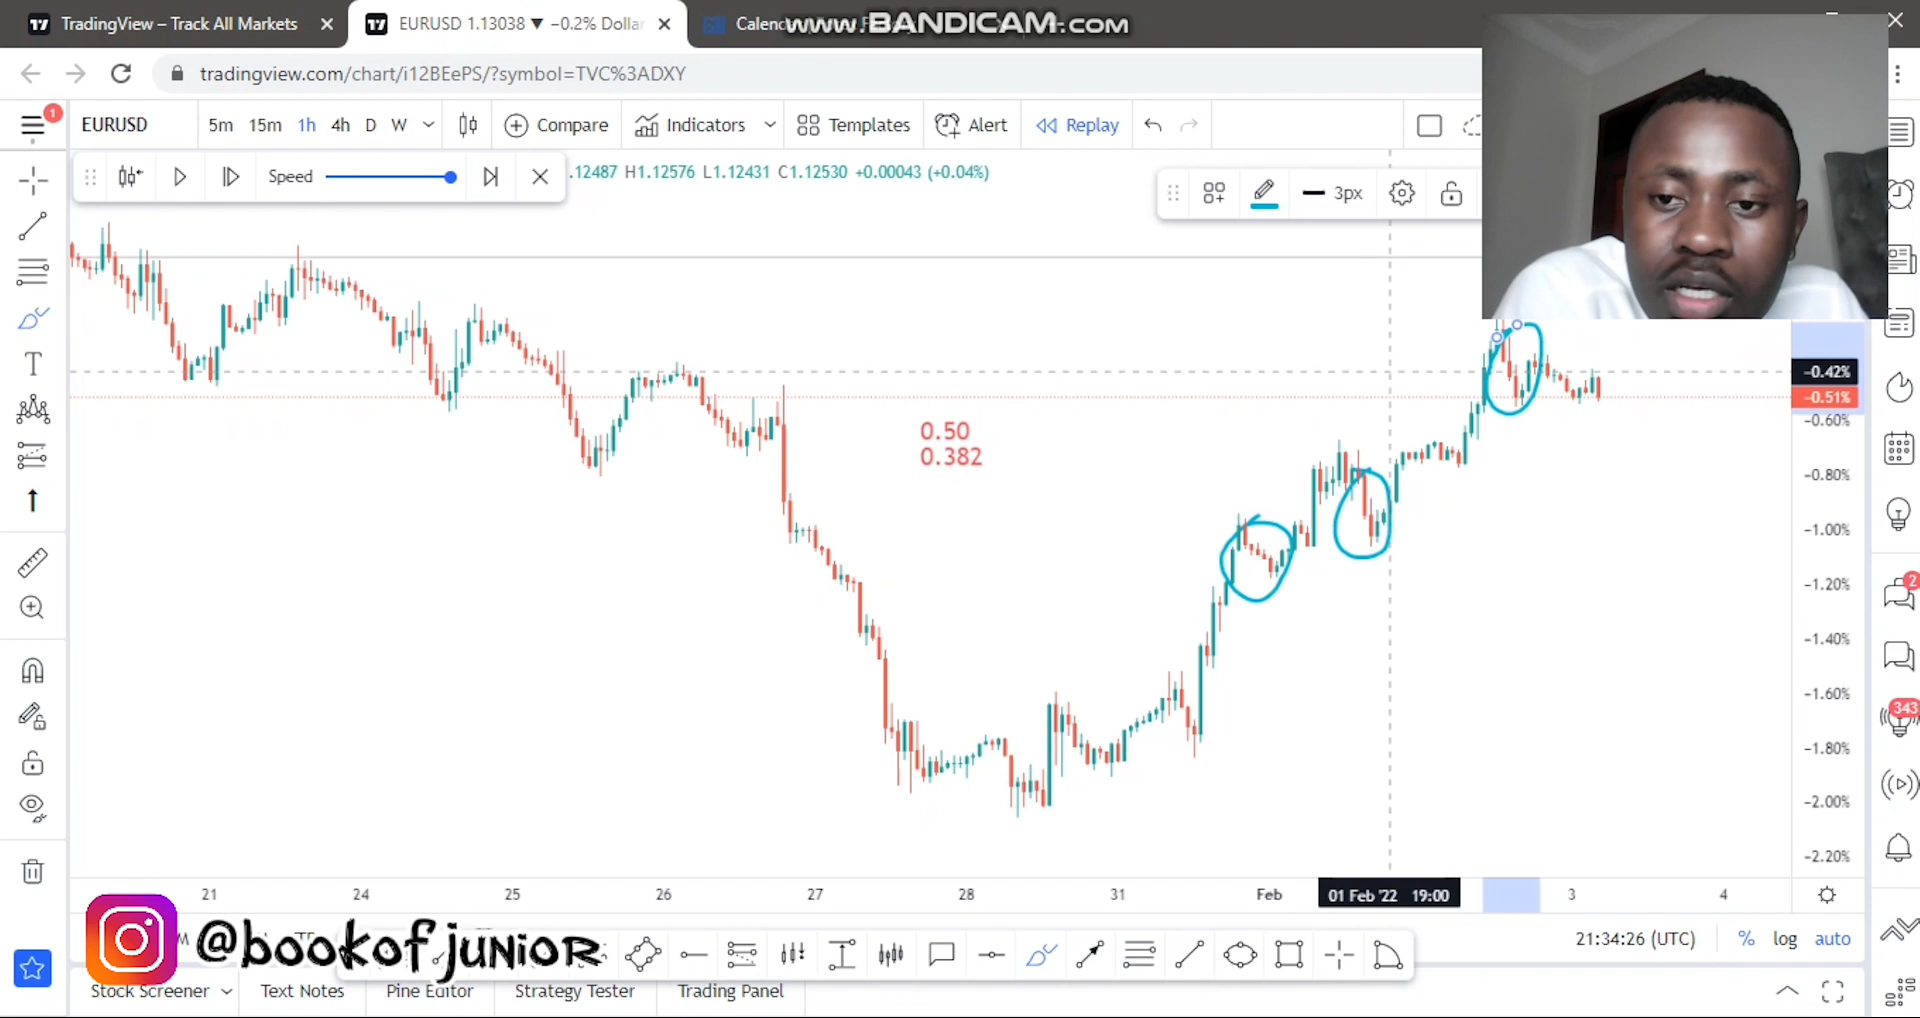 TradingView – Track All Markets
EURUSD 1.13038 ▼ −0.2% Dollar
Calendar
www.BANDICAM.COM
tradingview.com/chart/i12BEePS/?symbol=TVC%3ADXY
1
EURUSD
5m 15m 1h 4h D W
Compare
Indicators
Templates
Alert
Replay
Speed
.12487 H1.12576 L1.12431 C1.12530 +0.00043 (+0.04%)
3px
0.50
0.382
−0.42%
−0.51%
−0.60%
−0.80%
−1.00%
−1.20%
−1.40%
−1.60%
−1.80%
−2.00%
−2.20%
2
343
21 24 25 26 27 28 31 Feb 01 Feb '22 19:00 3 4
@bookofjunior
21:34:26 (UTC) % log auto
Stock Screener Text Notes Pine Editor Strategy Tester Trading Panel